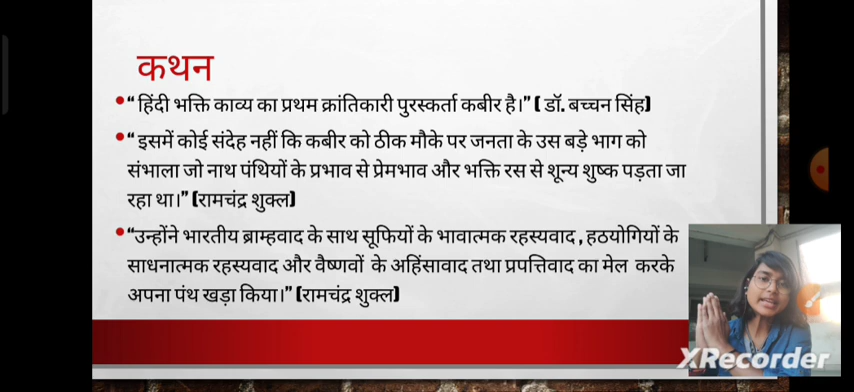 कथन
“ हिंदी भक्ति काव्य का प्रथम क्रांतिकारी पुरस्कर्ता कबीर है।” ( डॉ. बच्चन सिंह)
“ इसमें कोई संदेह नहीं कि कबीर को ठीक मौके पर जनता के उस बड़े भाग को
संभाला जो नाथ पंथियों के प्रभाव से प्रेमभाव और भक्ति रस से शून्य शुष्क पड़ता जा
रहा था।” (रामचंद्र शुक्ल)
“उन्होंने भारतीय ब्राम्हवाद के साथ सूफियों के भावात्मक रहस्यवाद , हठयोगियों के
साधनात्मक रहस्यवाद और वैष्णवों के अहिंसावाद तथा प्रपत्तिवाद का मेल करके
अपना पंथ खड़ा किया।” (रामचंद्र शुक्ल)
XRecorder